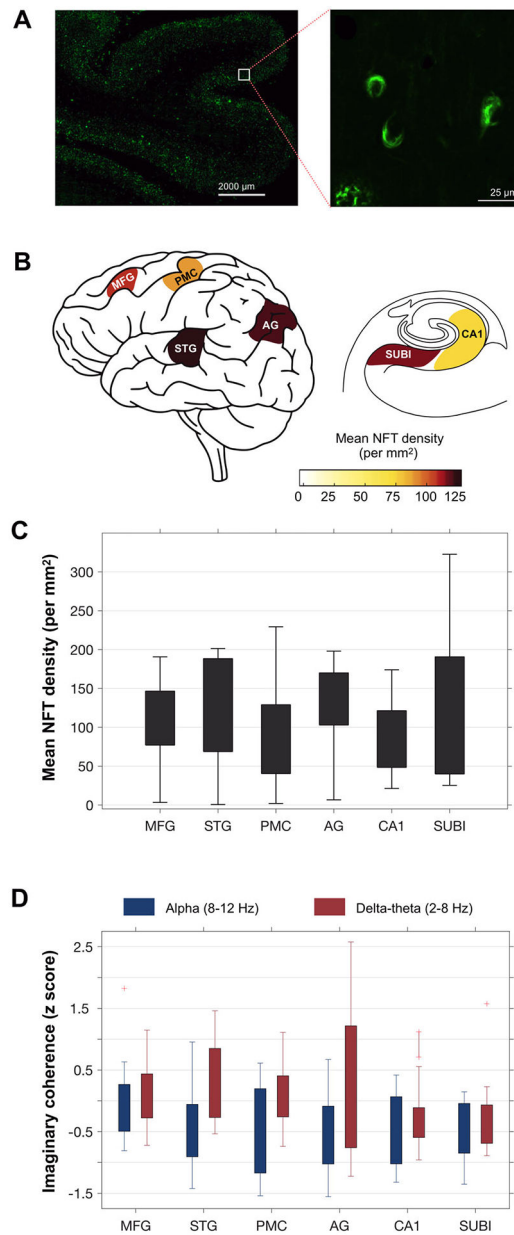 A
2000 µm
25 µm
B
MFG
PMC
AG
STG
SUBI
CA1
Mean NFT density
(per mm²)
0 25 50 75 100 125
C
Mean NFT density (per mm²)
300
250
200
150
100
50
0
MFG STG PMC AG CA1 SUBI
D
Alpha (8-12 Hz) Delta-theta (2-8 Hz)
Imaginary coherence (z score)
2.5
1.5
0.5
-0.5
-1.5
MFG STG PMC AG CA1 SUBI